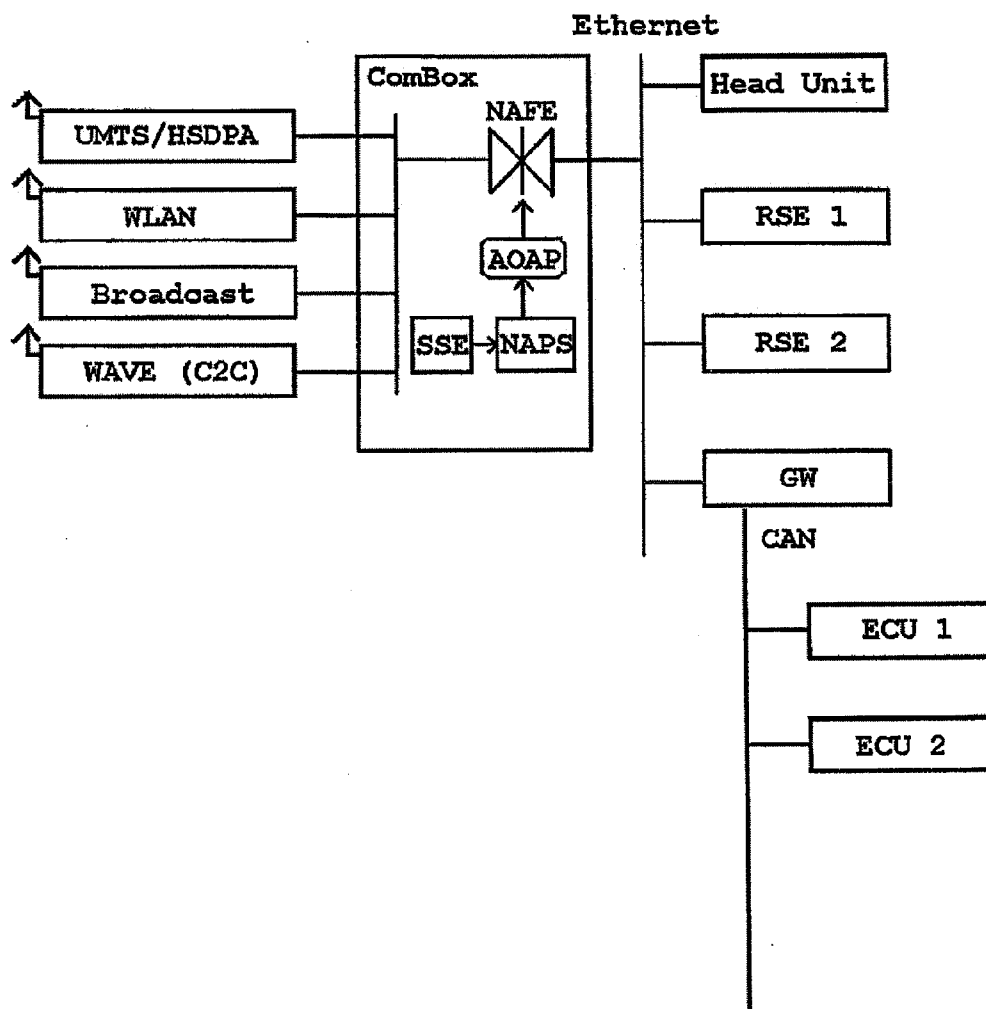 Ethernet
ComBox
Head Unit
NAFE
UMTS/HSDPA
WLAN
RSE 1
AOAP
Broadcast
SSE
NAPS
RSE 2
WAVE (C2C)
GW
CAN
ECU 1
ECU 2